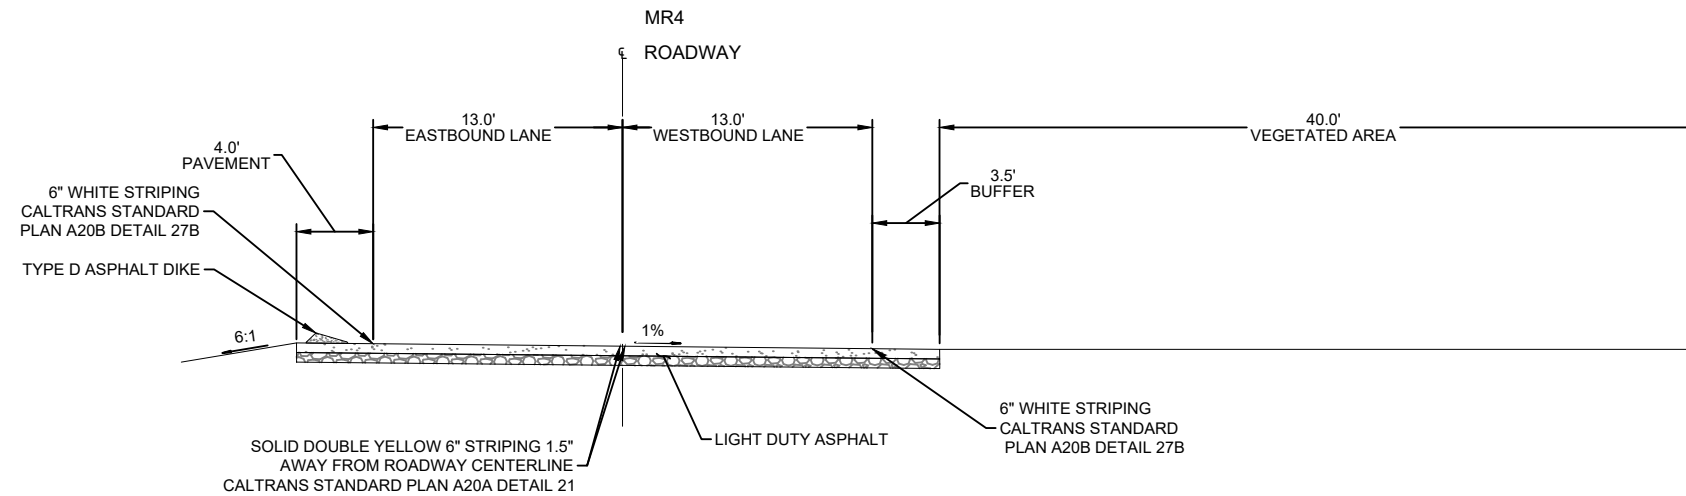 MR4
℄ ROADWAY
13.0'
EASTBOUND LANE
13.0'
WESTBOUND LANE
40.0'
VEGETATED AREA
4.0'
PAVEMENT
3.5'
BUFFER
6" WHITE STRIPING
CALTRANS STANDARD
PLAN A20B DETAIL 27B
TYPE D ASPHALT DIKE
6:1
1%
6" WHITE STRIPING
CALTRANS STANDARD
PLAN A20B DETAIL 27B
LIGHT DUTY ASPHALT
SOLID DOUBLE YELLOW 6" STRIPING 1.5"
AWAY FROM ROADWAY CENTERLINE
CALTRANS STANDARD PLAN A20A DETAIL 21